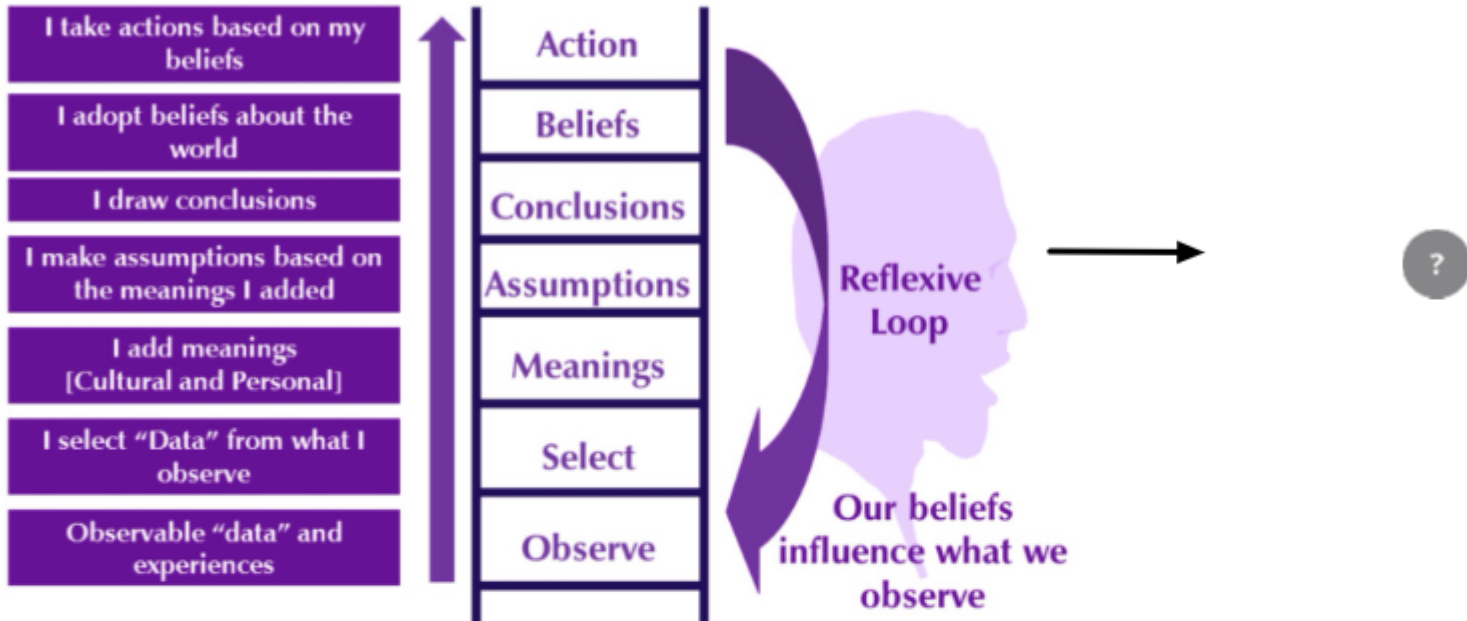 I take actions based on my
beliefs
I adopt beliefs about the
world
I draw conclusions
I make assumptions based on
the meanings I added
I add meanings
[Cultural and Personal]
I select “Data” from what I
observe
Observable “data” and
experiences
Action
Beliefs
Conclusions
Assumptions
Meanings
Select
Observe
Reflexive
Loop
Our beliefs
influence what we
observe
?